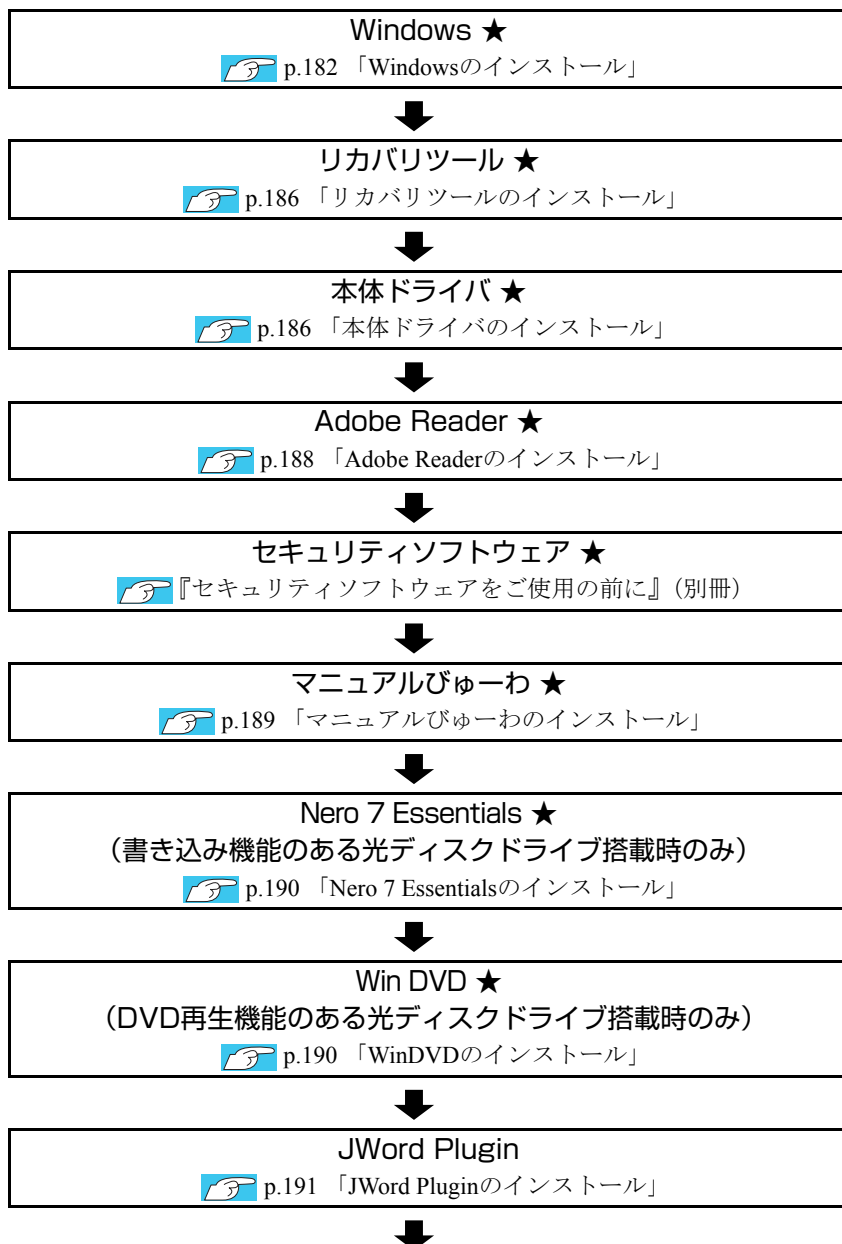 Windows ★
p.182 「Windowsのインストール」
リカバリツール ★
p.186 「リカバリツールのインストール」
本体ドライバ ★
p.186 「本体ドライバのインストール」
Adobe Reader ★
p.188 「Adobe Readerのインストール」
セキュリティソフトウェア ★
『セキュリティソフトウェアをご使用の前に』（別冊）
マニュアルびゅーわ ★
p.189 「マニュアルびゅーわのインストール」
Nero 7 Essentials ★
（書き込み機能のある光ディスクドライブ搭載時のみ）
p.190 「Nero 7 Essentialsのインストール」
Win DVD ★
（DVD再生機能のある光ディスクドライブ搭載時のみ）
p.190 「WinDVDのインストール」
JWord Plugin
p.191 「JWord Pluginのインストール」